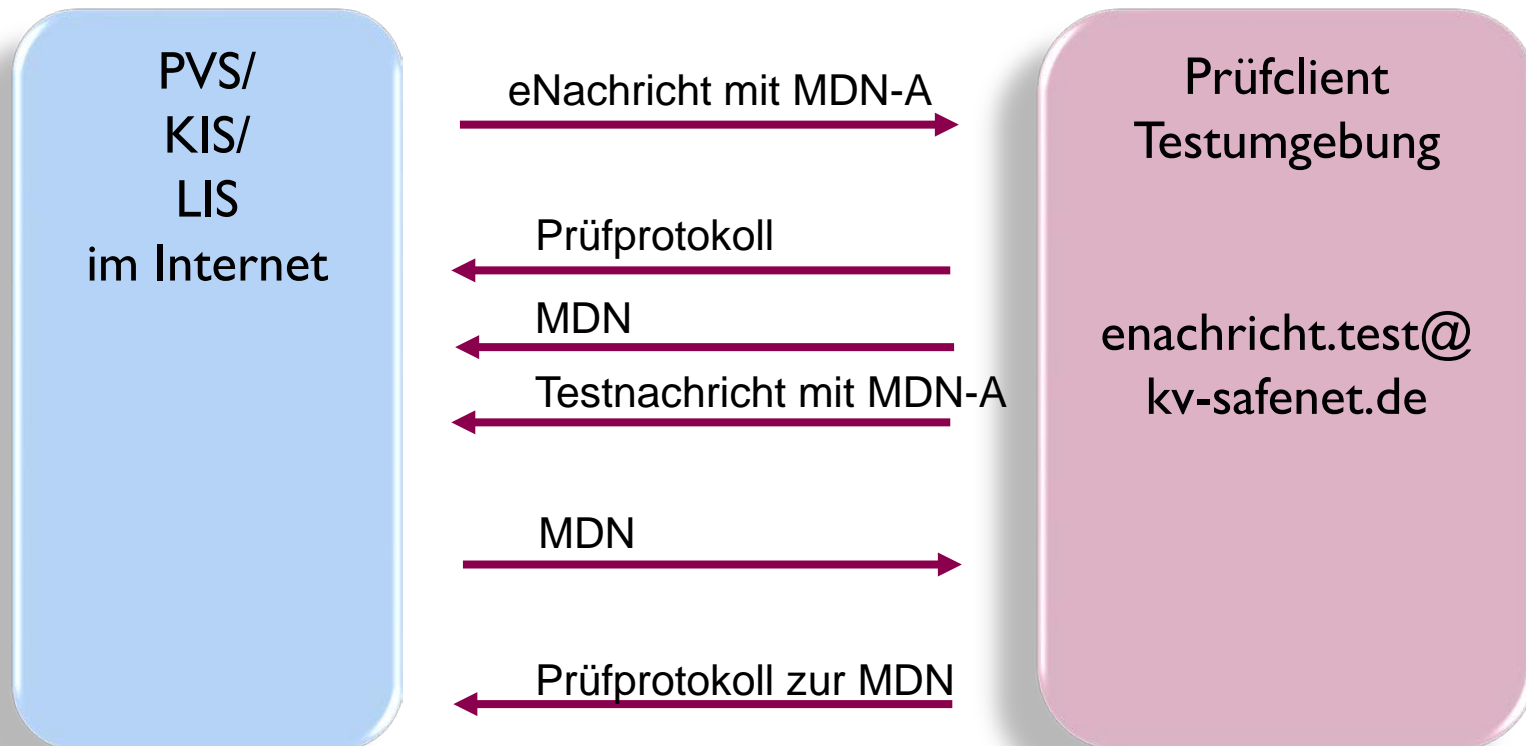 PVS/
KIS/
LIS
im Internet
eNachricht mit MDN-A
Prüfprotokoll
MDN
Testnachricht mit MDN-A
MDN
Prüfprotokoll zur MDN
Prüfclient
Testumgebung
enachricht.test@
kv-safenet.de